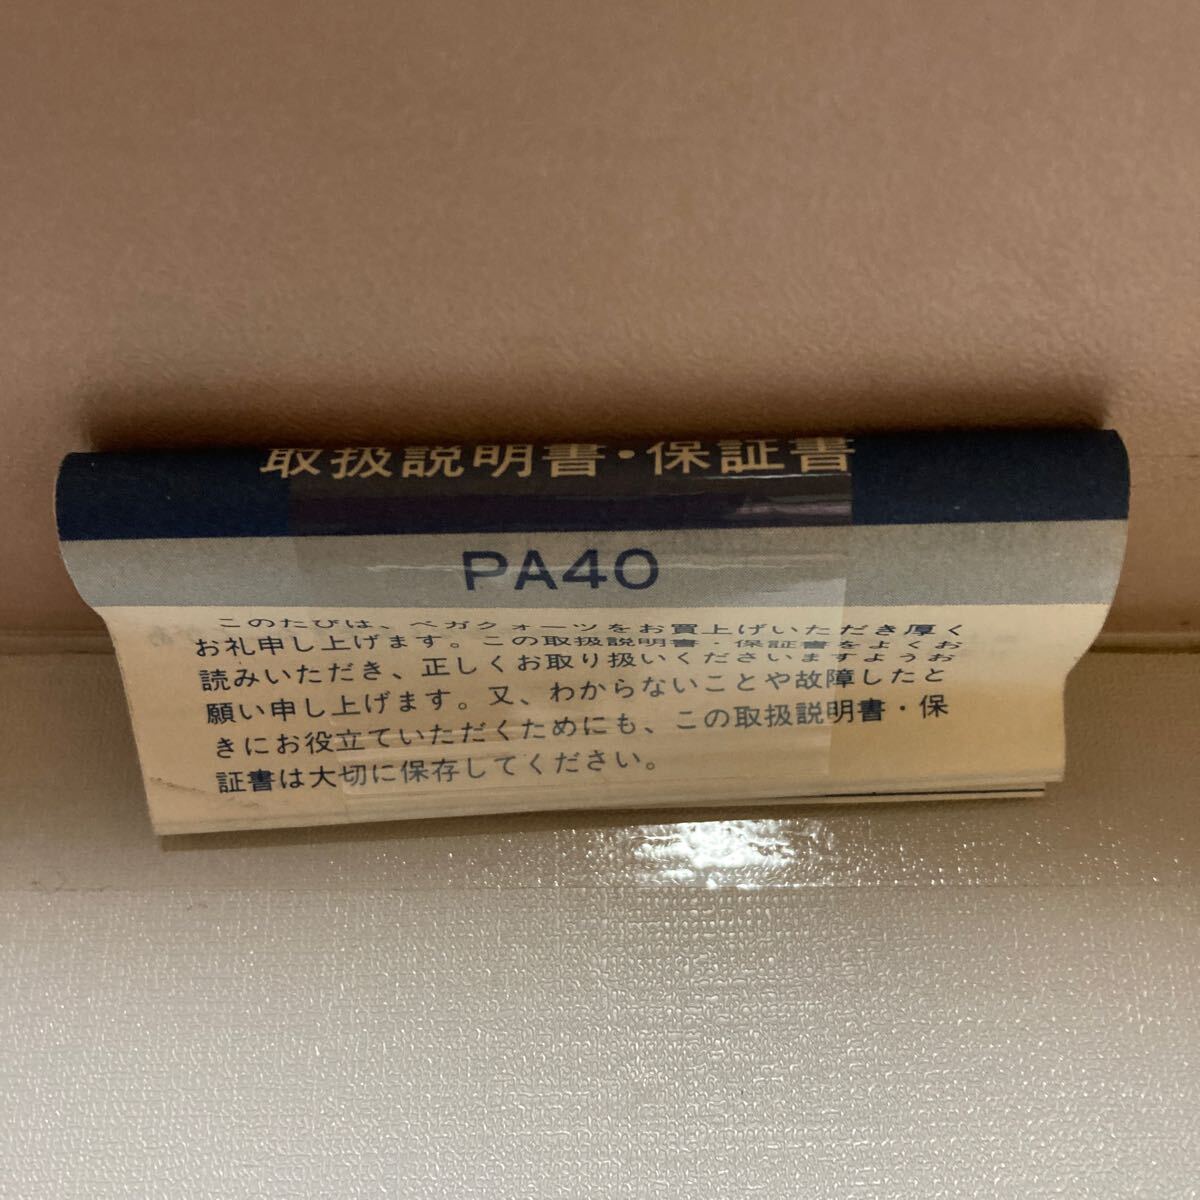 取扱説明書・保証書
PA40
このたびは、ベガクォーツをお買上げいただき厚く
お礼申し上げます。この取扱説明書・保証書をよくお
読みいただき、正しくお取り扱いくださいますようお
願い申し上げます。又、わからないことや故障したと
きにお役立ていただくためにも、この取扱説明書・保
証書は大切に保存してください。